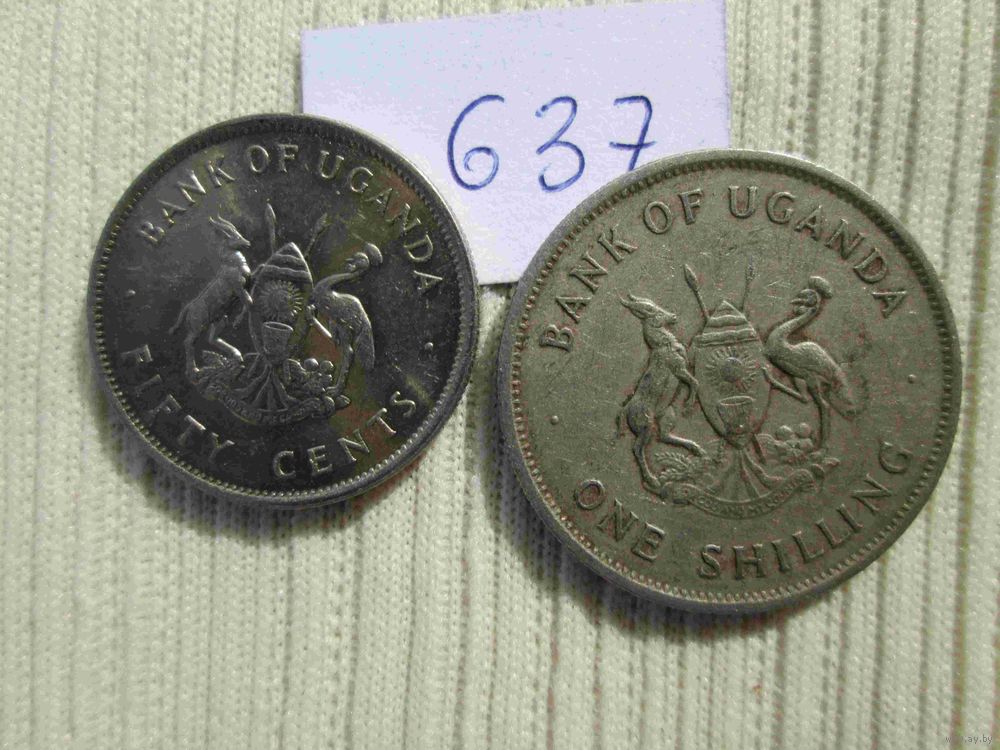 637
BANK OF UGANDA
FIFTY CENTS
BANK OF UGANDA
ONE SHILLING